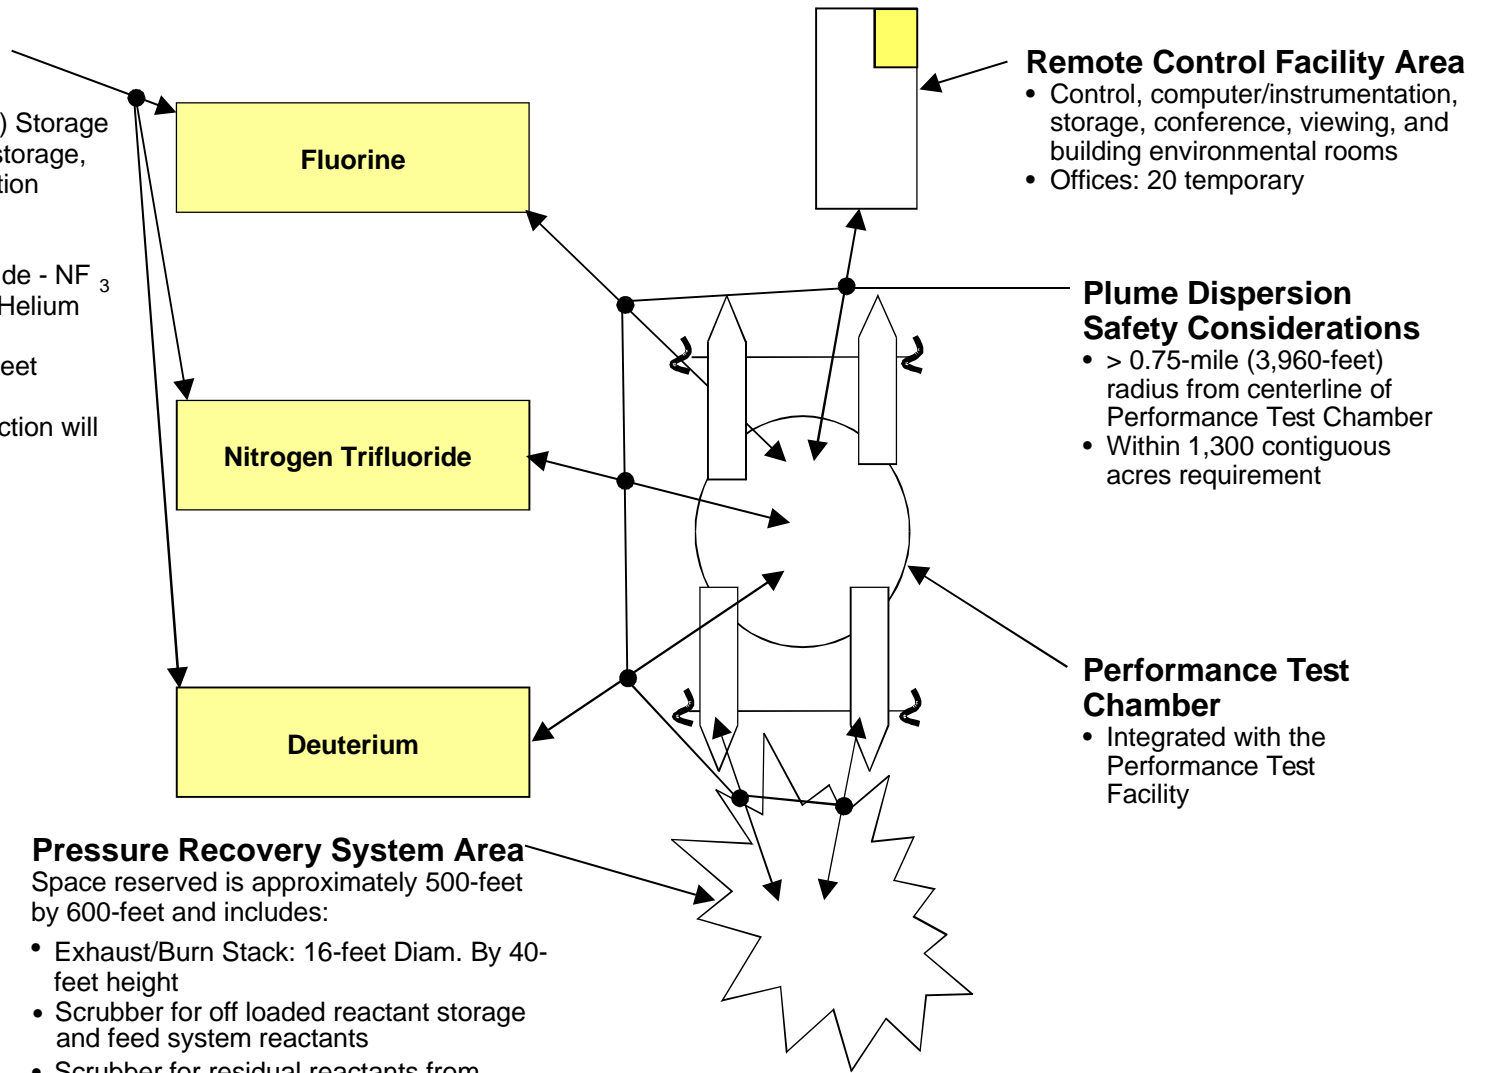 ) Storage
storage,
tion
de - NF 3
Helium
eet
ction will
Fluorine
Nitrogen Trifluoride
Deuterium
Remote Control Facility Area
• Control, computer/instrumentation,
storage, conference, viewing, and
building environmental rooms
• Offices: 20 temporary
Plume Dispersion
Safety Considerations
• > 0.75-mile (3,960-feet)
radius from centerline of
Performance Test Chamber
• Within 1,300 contiguous
acres requirement
Performance Test
Chamber
• Integrated with the
Performance Test
Facility
Pressure Recovery System Area
Space reserved is approximately 500-feet
by 600-feet and includes:
• Exhaust/Burn Stack: 16-feet Diam. By 40-
feet height
• Scrubber for off loaded reactant storage
and feed system reactants
• Scrubber for residual reactants from